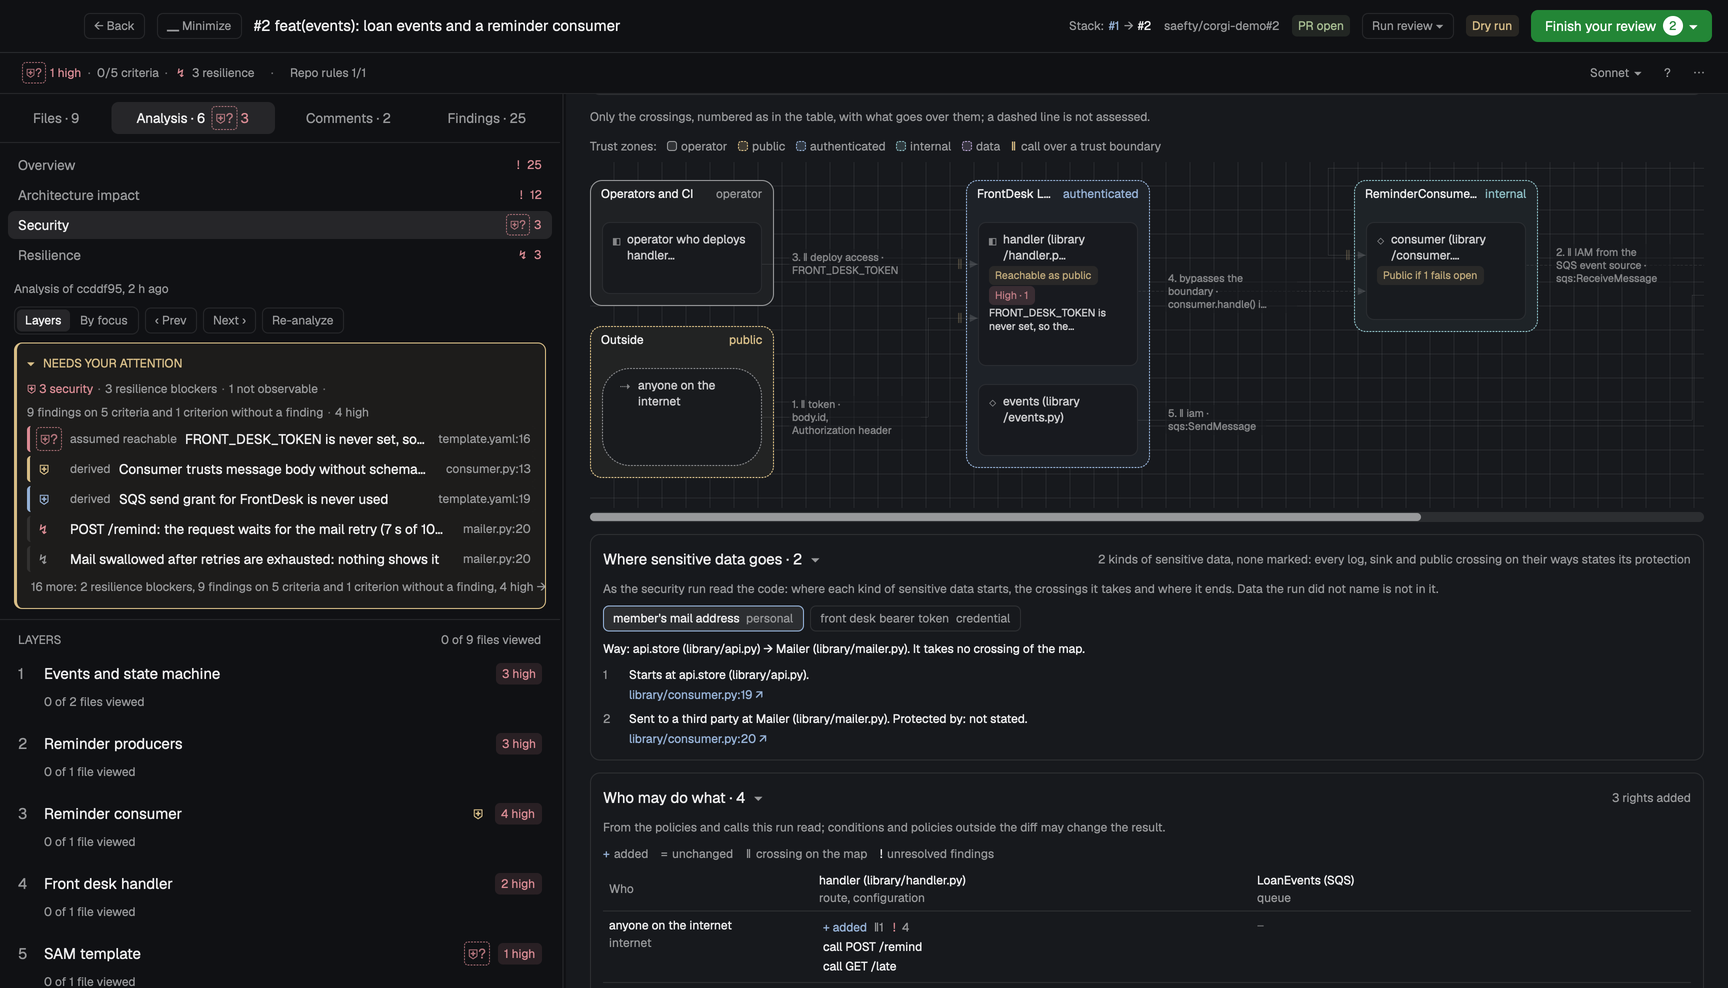 ← Back
Minimize
#2 feat(events): loan events and a reminder consumer
Stack: #1 → #2
saefty/corgi-demo#2
PR open
Run review
Dry run
Finish your review 2
? 1 high · 0/5 criteria · 3 resilience · Repo rules 1/1
Sonnet
?
...
Files · 9
Analysis · 6 ? 3
Comments · 2
Findings · 25
Overview ! 25
Architecture impact ! 12
Security ? 3
Resilience 3
Analysis of ccddf95, 2 h ago
Layers
By focus
‹ Prev
Next ›
Re-analyze
NEEDS YOUR ATTENTION
3 security · 3 resilience blockers · 1 not observable ·
9 findings on 5 criteria and 1 criterion without a finding · 4 high
? assumed reachable FRONT_DESK_TOKEN is never set, so... template.yaml:16
derived Consumer trusts message body without schema... consumer.py:13
derived SQS send grant for FrontDesk is never used template.yaml:19
POST /remind: the request waits for the mail retry (7 s of 10... mailer.py:20
Mail swallowed after retries are exhausted: nothing shows it mailer.py:20
16 more: 2 resilience blockers, 9 findings on 5 criteria and 1 criterion without a finding, 4 high →
LAYERS 0 of 9 files viewed
1 Events and state machine 3 high
0 of 2 files viewed
2 Reminder producers 3 high
0 of 1 file viewed
3 Reminder consumer 4 high
0 of 1 file viewed
4 Front desk handler 2 high
0 of 1 file viewed
5 SAM template ? 1 high
0 of 1 file viewed
Only the crossings, numbered as in the table, with what goes over them; a dashed line is not assessed.
Trust zones: operator public authenticated internal data call over a trust boundary
Operators and CI operator
operator who deploys
handler...
3. deploy access ·
FRONT_DESK_TOKEN
Outside public
anyone on the
internet
1. token ·
body.id,
Authorization header
FrontDesk L... authenticated
handler (library
/handler.p...
Reachable as public
High · 1
FRONT_DESK_TOKEN is
never set, so the...
events (library
/events.py)
4. bypasses the
boundary ·
consumer.handle() i...
5. iam ·
sqs:SendMessage
ReminderConsume... internal
consumer (library
/consumer....
Public if 1 fails open
2. IAM from the
SQS event source ·
sqs:ReceiveMessage
Where sensitive data goes · 2
2 kinds of sensitive data, none marked: every log, sink and public crossing on their ways states its protection
As the security run read the code: where each kind of sensitive data starts, the crossings it takes and where it ends. Data the run did not name is not in it.
member's mail address personal
front desk bearer token credential
Way: api.store (library/api.py) → Mailer (library/mailer.py). It takes no crossing of the map.
1 Starts at api.store (library/api.py).
library/consumer.py:19 ↗
2 Sent to a third party at Mailer (library/mailer.py). Protected by: not stated.
library/consumer.py:20 ↗
Who may do what · 4
3 rights added
From the policies and calls this run read; conditions and policies outside the diff may change the result.
+ added = unchanged crossing on the map ! unresolved findings
Who
handler (library/handler.py)
route, configuration
LoanEvents (SQS)
queue
anyone on the internet
internet
+ added 1 ! 4
call POST /remind
call GET /late
–